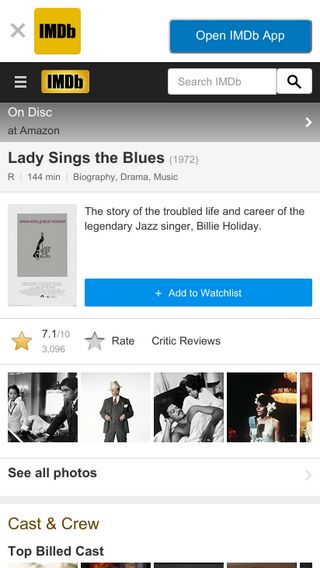 IMDb
Open IMDb App
IMDb
Search IMDb
On Disc
at Amazon
Lady Sings the Blues (1972)
R | 144 min | Biography, Drama, Music
The story of the troubled life and career of the
legendary Jazz singer, Billie Holiday.
+ Add to Watchlist
7.1/10
3,096
Rate
Critic Reviews
See all photos
Cast & Crew
Top Billed Cast